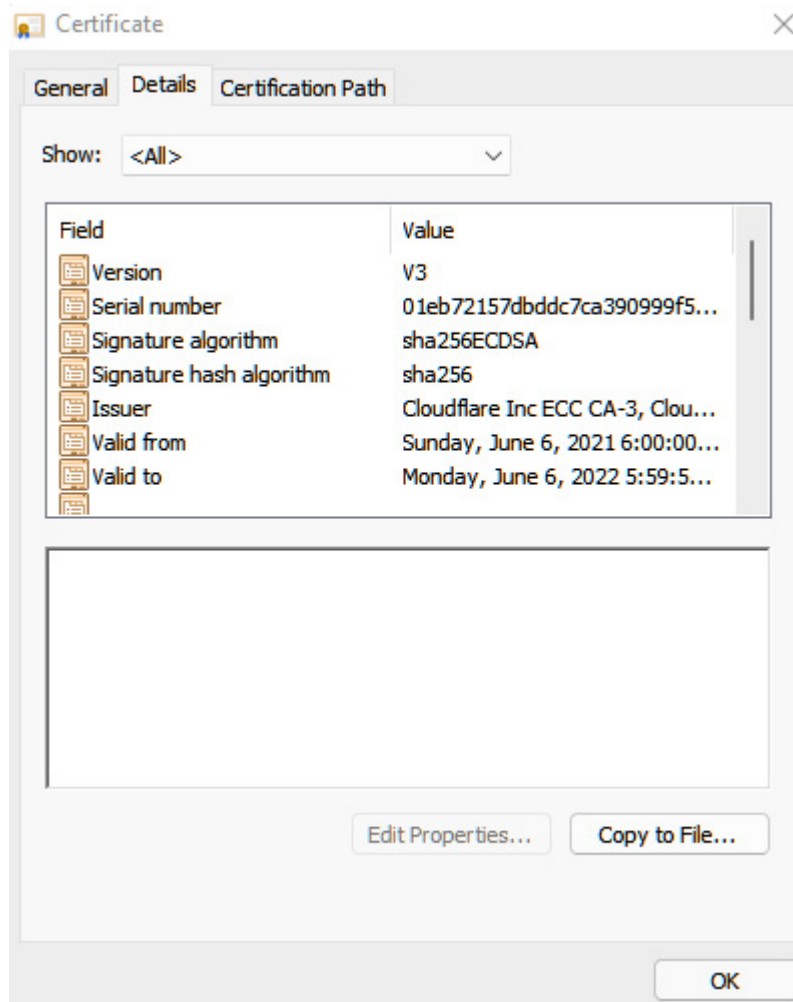 Certificate
General Details Certification Path
Show: <All>
Field Value
Version V3
Serial number 01eb72157dbddc7ca390999f5...
Signature algorithm sha256ECDSA
Signature hash algorithm sha256
Issuer Cloudflare Inc ECC CA-3, Clou...
Valid from Sunday, June 6, 2021 6:00:00...
Valid to Monday, June 6, 2022 5:59:5...
Edit Properties... Copy to File...
OK